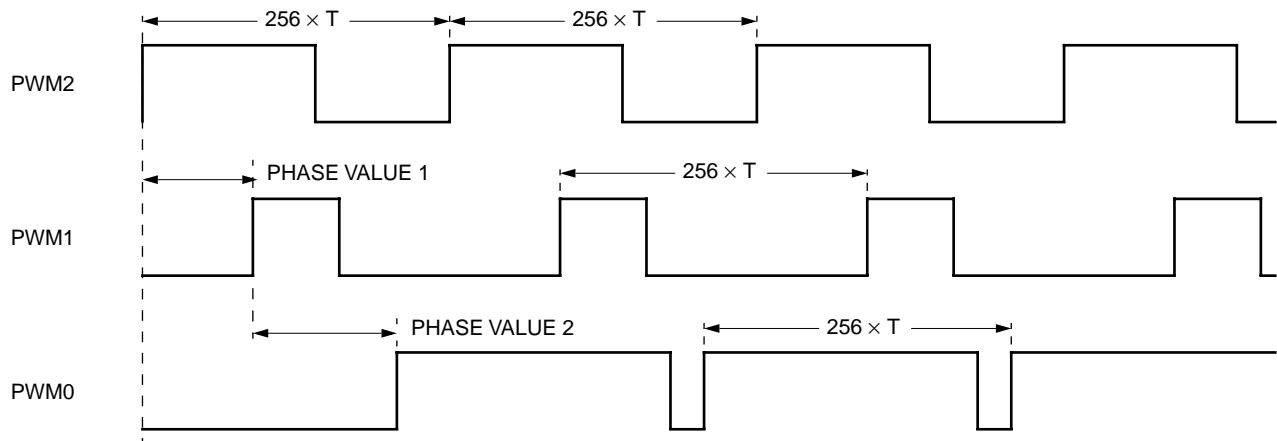 256 × T 256 × T
PWM2
PHASE VALUE 1 256 × T
PWM1
PHASE VALUE 2 256 × T
PWM0